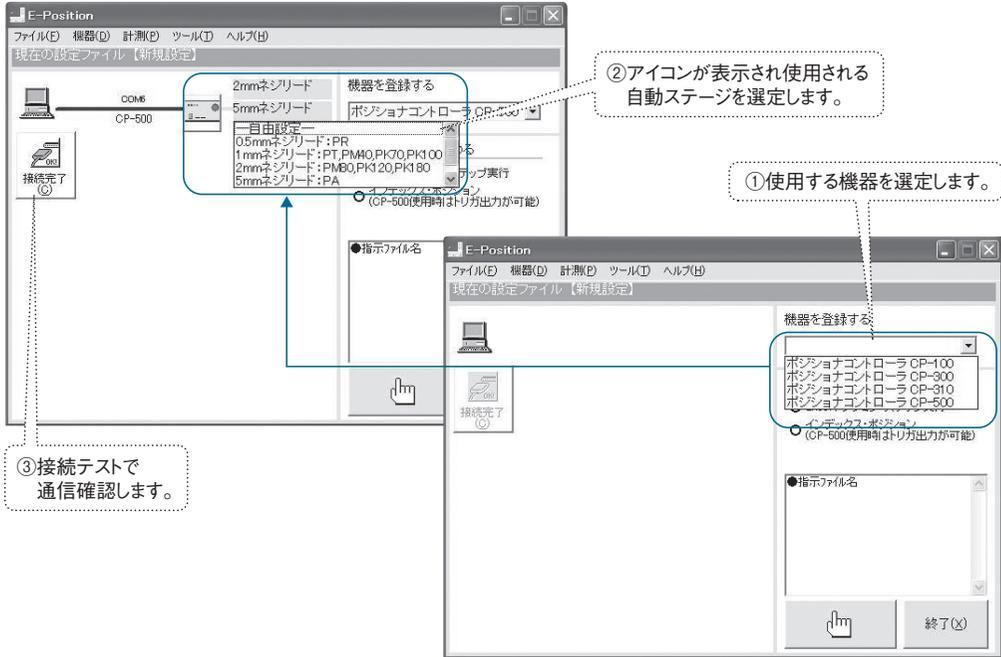 E-Position
ファイル(F) 機器(D) 計測(P) ツール(T) ヘルプ(H)
現在の設定ファイル【新規設定】
COM6
CP-500
接続完了
(C)
2mmネジリード
5mmネジリード
機器を登録する
ポジショナコントローラ CP-
―自由設定―
0.5mmネジリード:PR
1mmネジリード:PT,PM40,PK70,PK100
2mmネジリード:PM80,PK120,PK180
5mmネジリード:PA
インデックス・ポジション
(CP-500使用時はトリガ出力が可能)
●指示ファイル名
②アイコンが表示され使用される
自動ステージを選定します。
①使用する機器を選定します。
③接続テストで
通信確認します。
E-Position
ファイル(F) 機器(D) 計測(P) ツール(T) ヘルプ(H)
現在の設定ファイル【新規設定】
接続完了
(C)
機器を登録する
ポジショナコントローラ CP-100
ポジショナコントローラ CP-300
ポジショナコントローラ CP-310
ポジショナコントローラ CP-500
インデックス・ポジション
(CP-500使用時はトリガ出力が可能)
●指示ファイル名
終了(X)